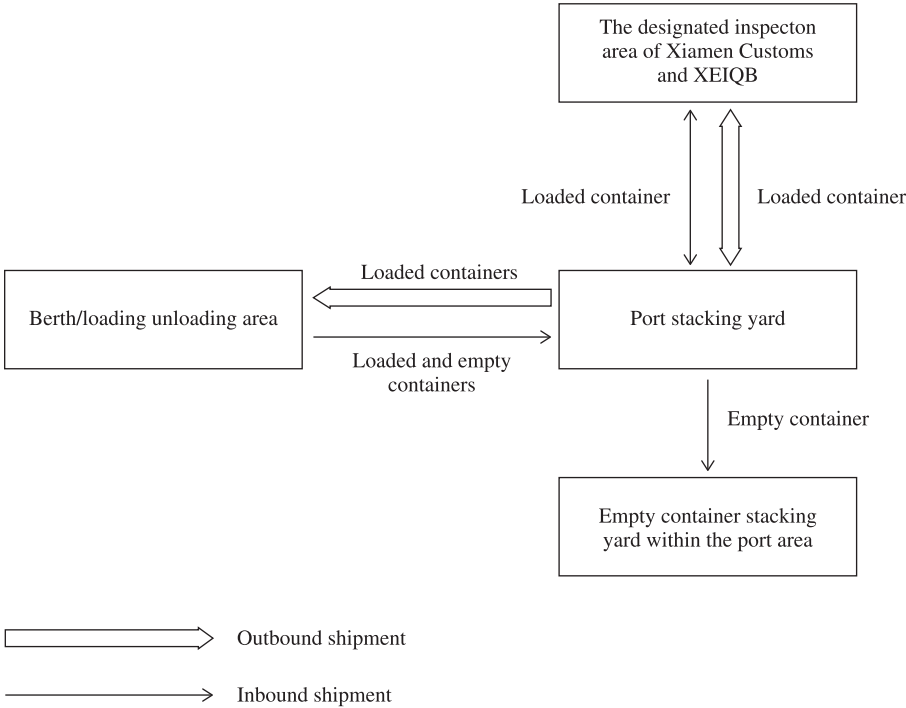 The designated inspecton
area of Xiamen Customs
and XEIQB
Loaded container
Loaded container
Loaded containers
Berth/loading unloading area
Port stacking yard
Loaded and empty
containers
Empty container
Empty container stacking
yard within the port area
Outbound shipment
Inbound shipment